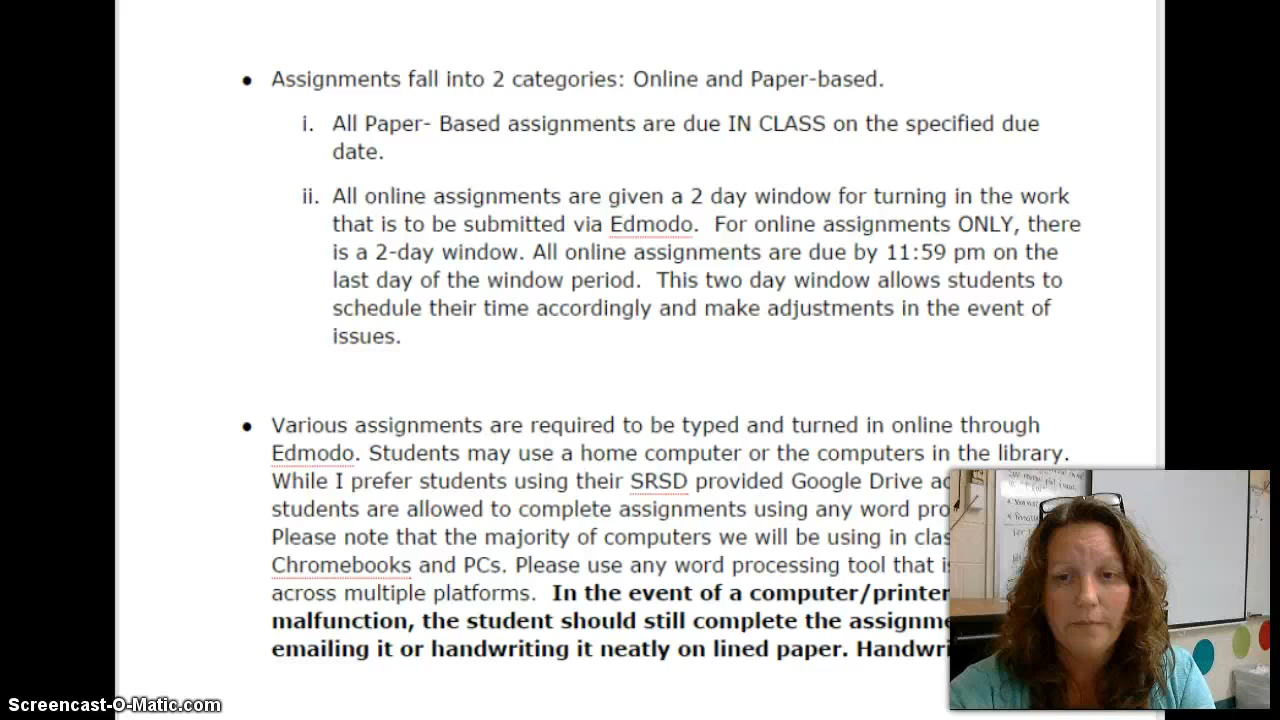 • Assignments fall into 2 categories: Online and Paper-based.
i. All Paper- Based assignments are due IN CLASS on the specified due
date.
ii. All online assignments are given a 2 day window for turning in the work
that is to be submitted via Edmodo. For online assignments ONLY, there
is a 2-day window. All online assignments are due by 11:59 pm on the
last day of the window period. This two day window allows students to
schedule their time accordingly and make adjustments in the event of
issues.
• Various assignments are required to be typed and turned in online through
Edmodo. Students may use a home computer or the computers in the library.
While I prefer students using their SRSD provided Google Drive
students are allowed to complete assignments using any word
Please note that the majority of computers we will be using in
Chromebooks and PCs. Please use any word processing tool that
across multiple platforms. In the event of a computer/printer
malfunction, the student should still complete the
emailing it or handwriting it neatly on lined paper.
Screencast-O-Matic.com